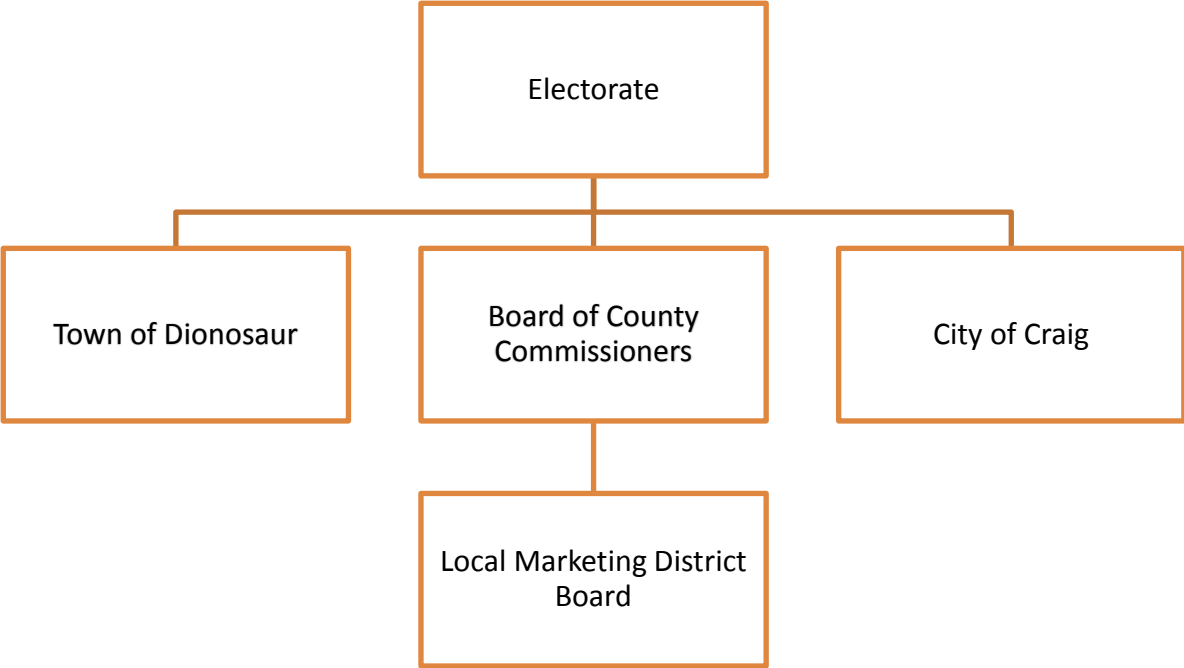 Electorate
Town of Dionosaur
Board of County
Commissioners
City of Craig
Local Marketing District
Board